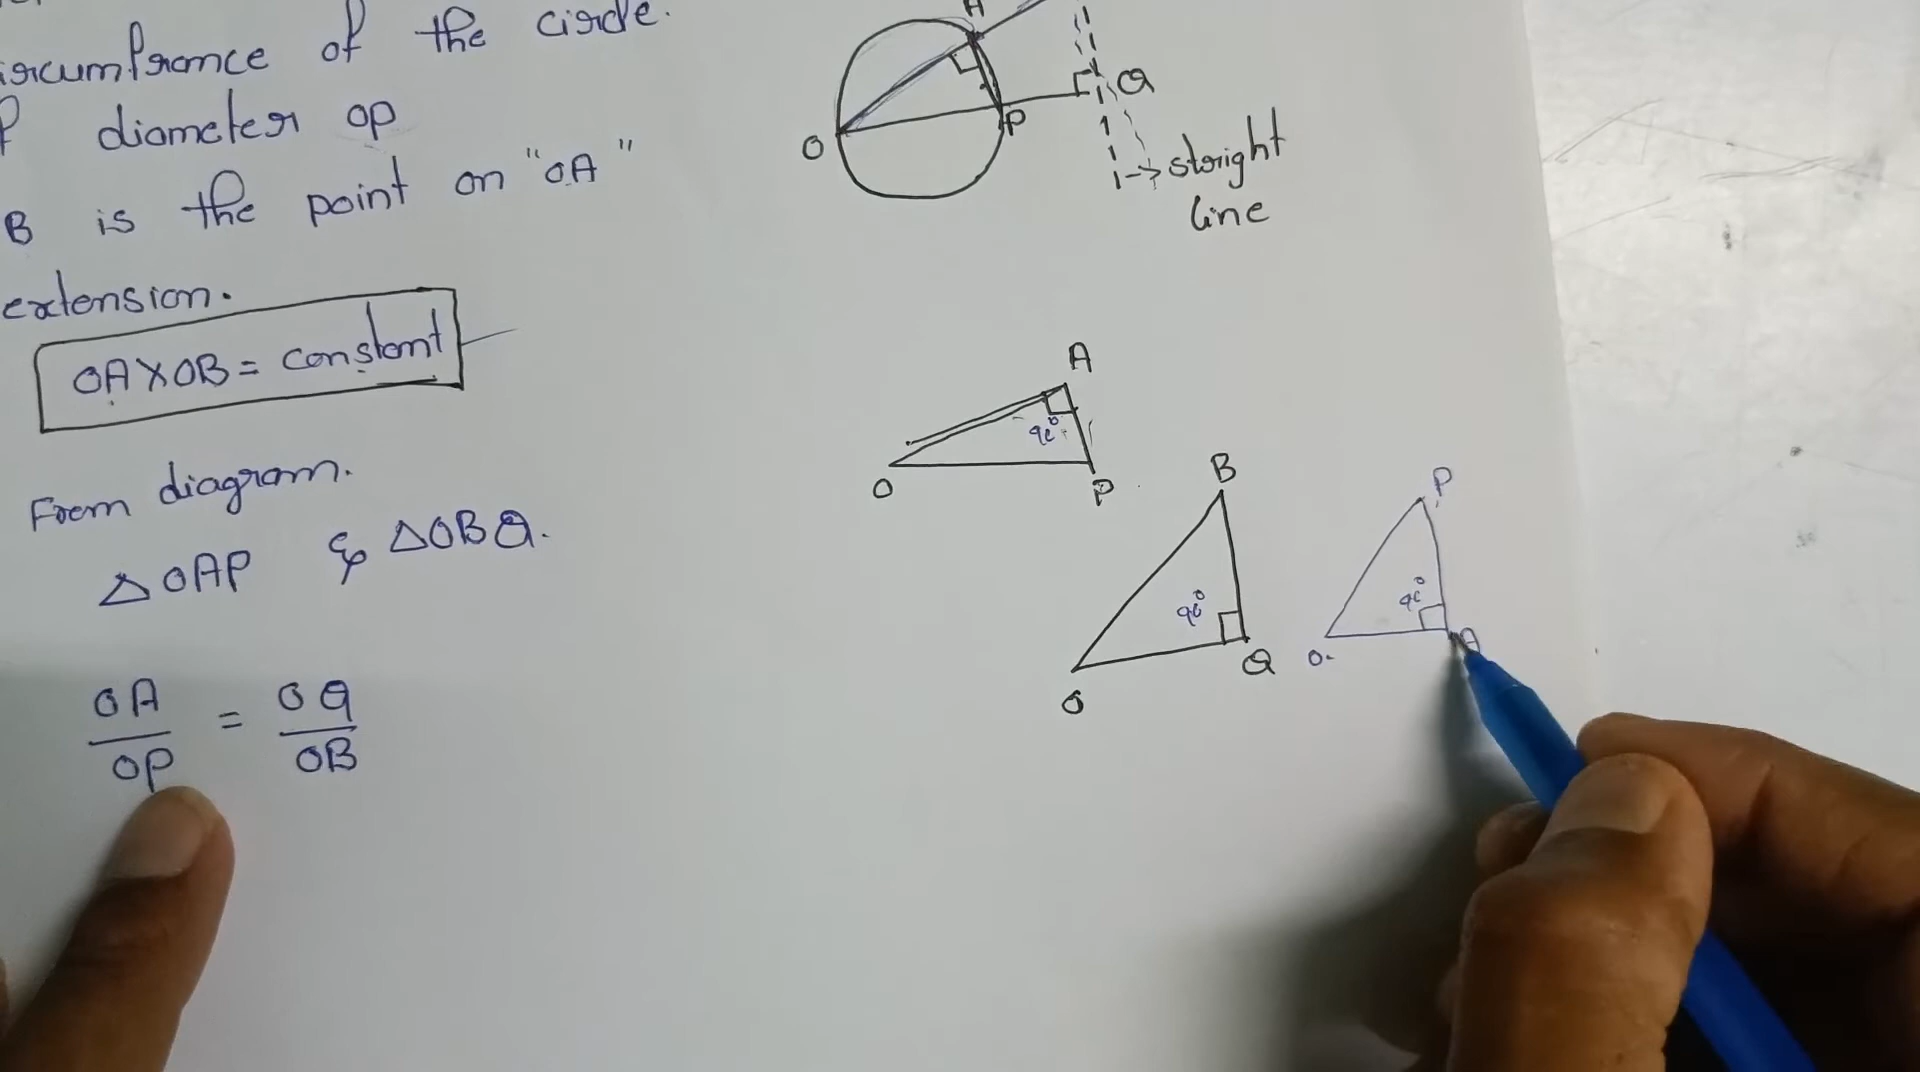 circumfrance of the circle.
diameter OP
B is the point on "OA"
extension.
OA X OB = constant
From diagram.
△OAP & △OBQ.
OA/OP = OQ/OB
A
O
P
Q
-> straight
line
A
90°
O
P
B
90°
O
Q
P
90°
O
A